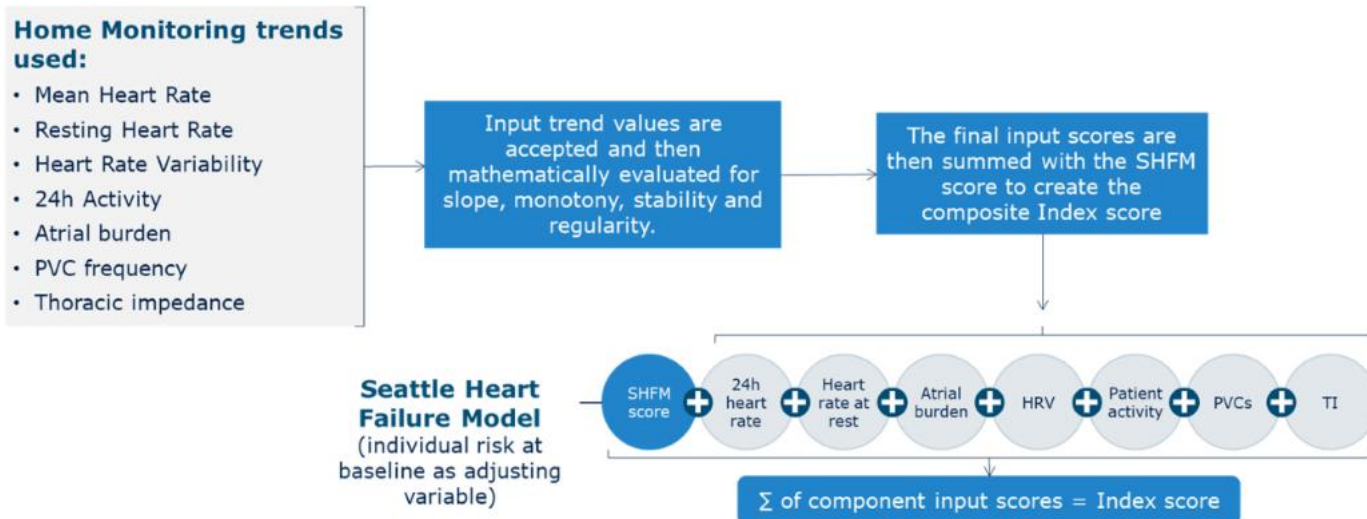 Home Monitoring trends
used:
• Mean Heart Rate
• Resting Heart Rate
• Heart Rate Variability
• 24h Activity
• Atrial burden
• PVC frequency
• Thoracic impedance
Input trend values are
accepted and then
mathematically evaluated for
slope, monotony, stability and
regularity.
The final input scores are
then summed with the SHFM
score to create the
composite Index score
Seattle Heart
Failure Model
(individual risk at
baseline as adjusting
variable)
SHFM
score
+
24h
heart
rate
+
Heart
rate at
rest
+
Atrial
burden
+
HRV
+
Patient
activity
+
PVCs
+
TI
Σ of component input scores = Index score